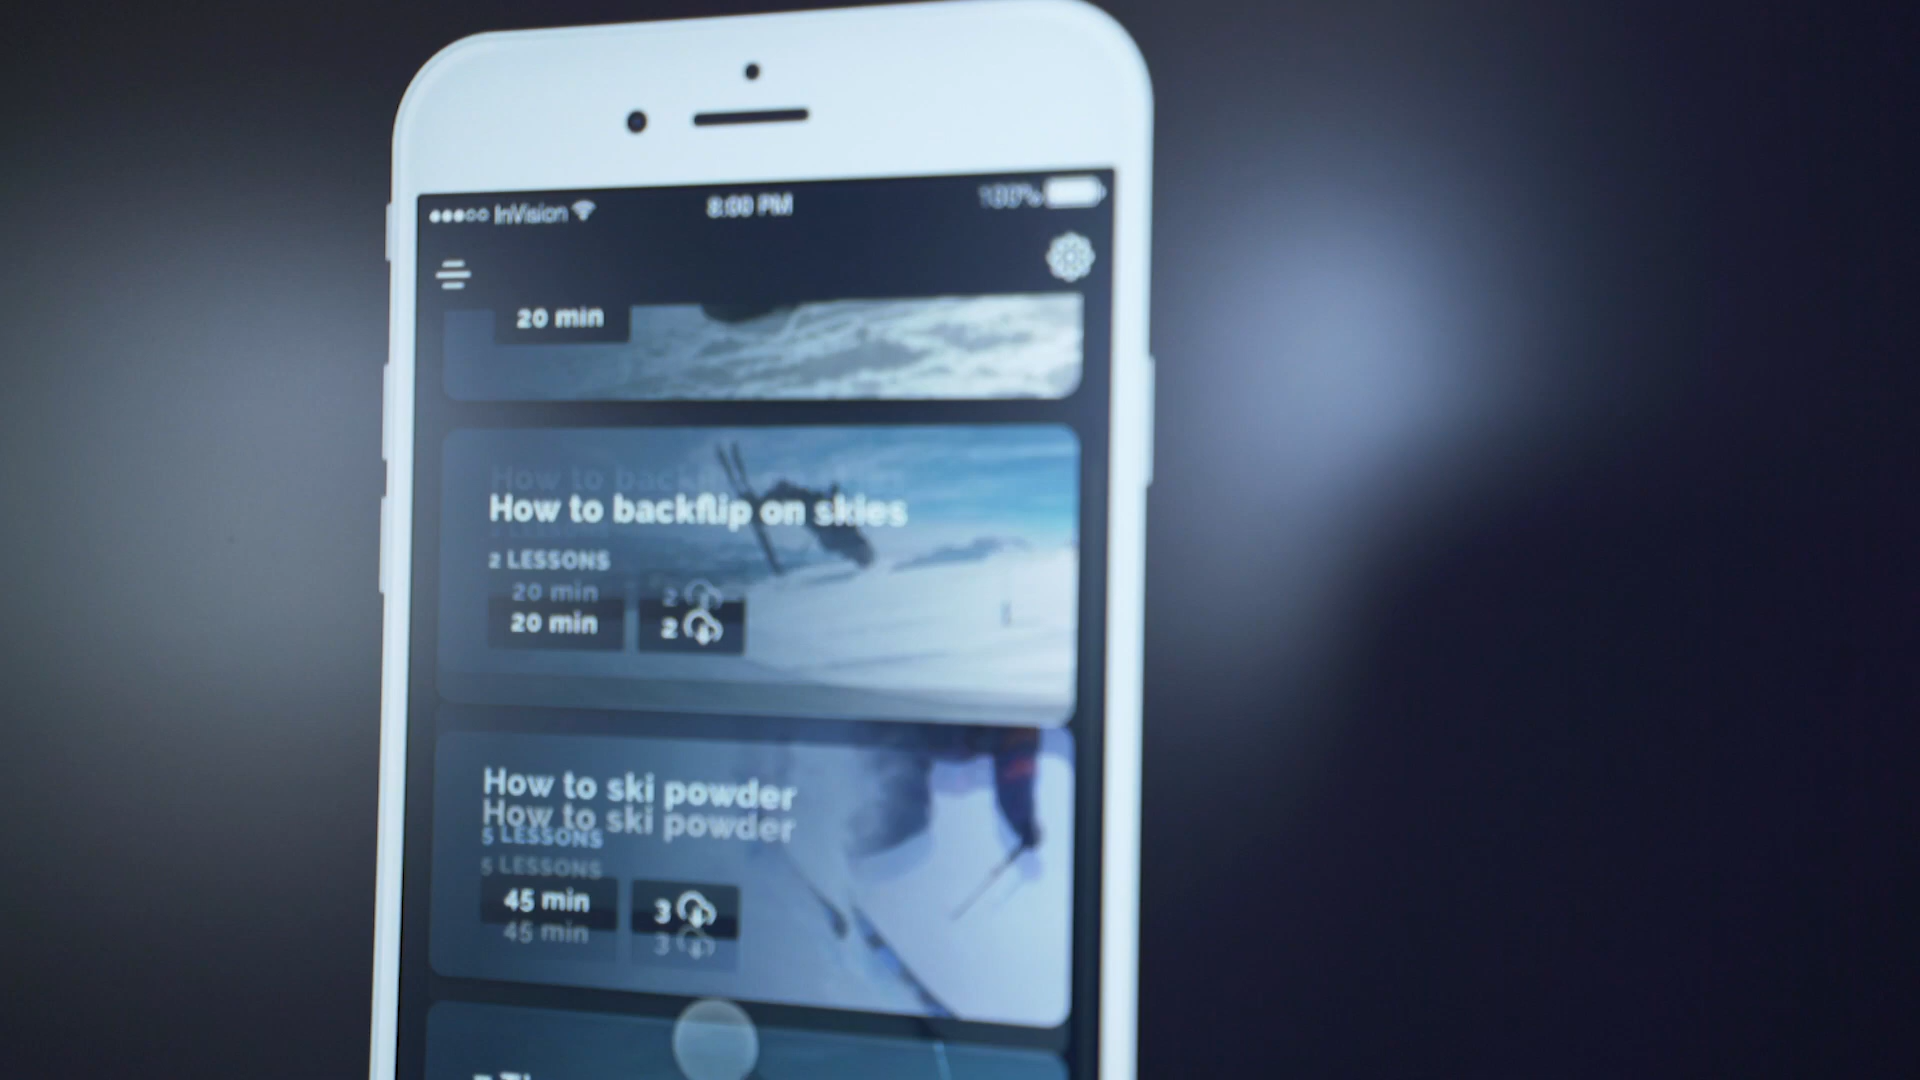 InVision
8:00 PM
100%
20 min
How to backflip on skies
2 LESSONS
20 min
2
How to ski powder
5 LESSONS
45 min
3